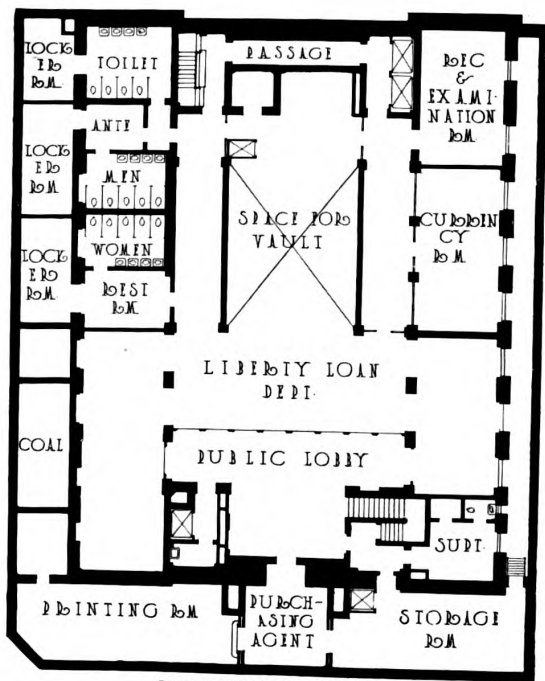 LOCK
ER
RM.
TOILET
PASSAGE
REC
&
EXAMI-
NATION
RM.
LOCK
ER
RM.
ANTE
MEN
SPACE FOR
VAULT
CURREN
CY
RM.
LOCK
ER
RM.
WOMEN
REST
RM.
LIBERTY LOAN
DEPT.
COAL
PUBLIC LOBBY
SUPT.
PRINTING RM.
PURCH-
ASING
AGENT
STORAGE
RM.